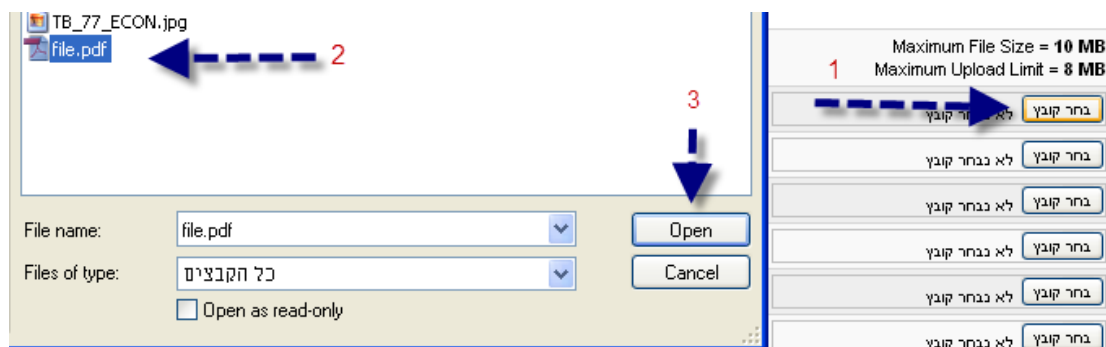 TB_77_ECON.jpg
file.pdf
2
3
File name:
file.pdf
Open
Files of type:
כל הקבצים
Cancel
Open as read-only
Maximum File Size = 10 MB
1
Maximum Upload Limit = 8 MB
בחר קובץ לא קובץ
בחר קובץ לא נבחר קובץ
בחר קובץ לא נבחר קובץ
בחר קובץ לא נבחר קובץ
בחר קובץ לא נבחר קובץ
בחר קובץ לא נבחר קובץ